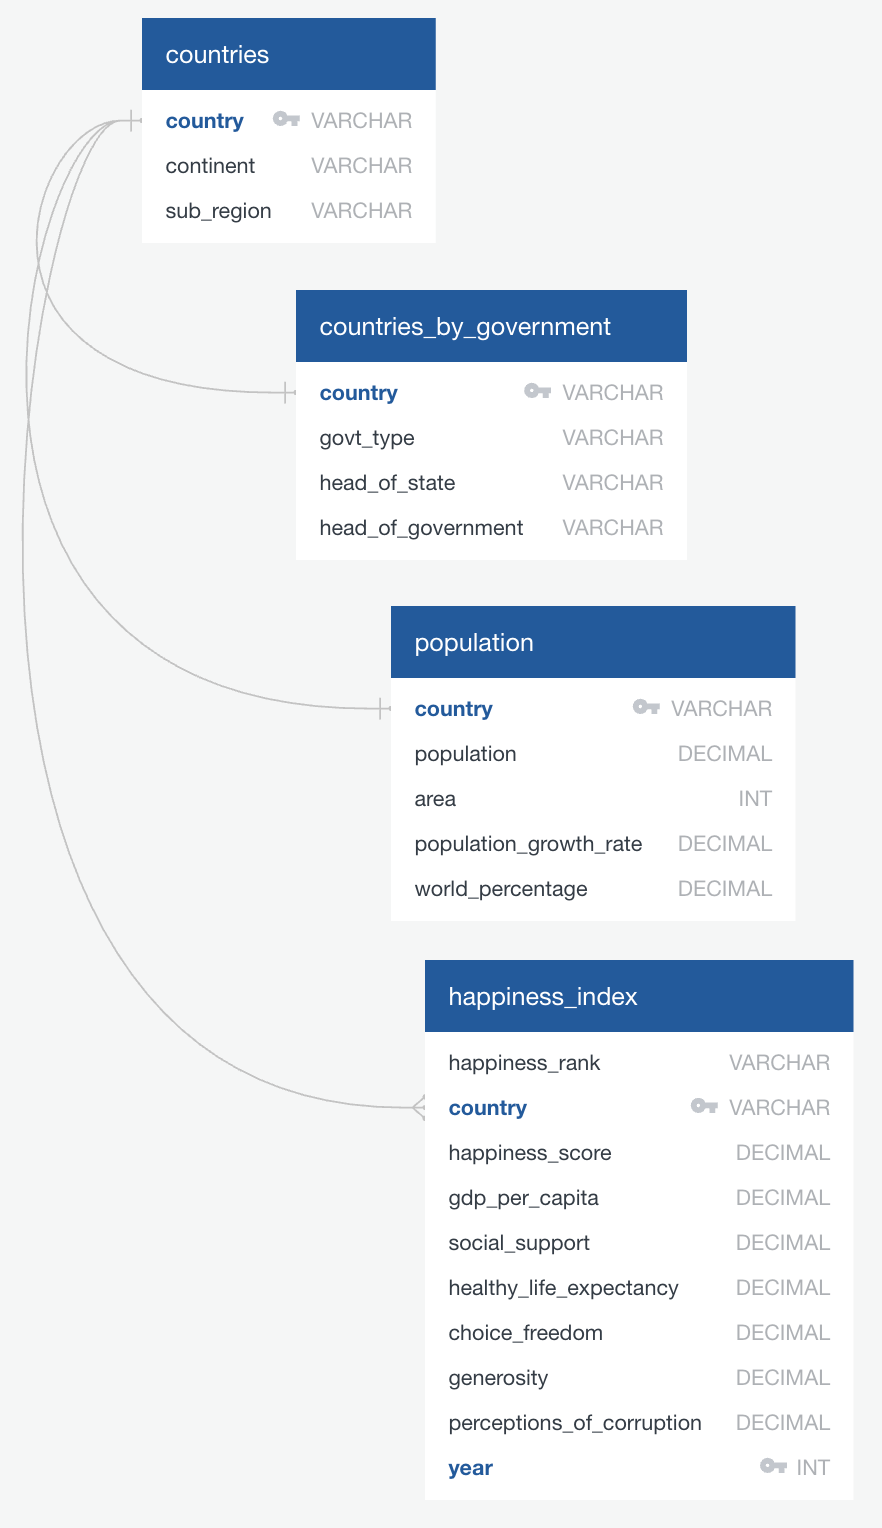 countries
country VARCHAR
continent VARCHAR
sub_region VARCHAR
countries_by_government
country VARCHAR
govt_type VARCHAR
head_of_state VARCHAR
head_of_government VARCHAR
population
country VARCHAR
population DECIMAL
area INT
population_growth_rate DECIMAL
world_percentage DECIMAL
happiness_index
happiness_rank VARCHAR
country VARCHAR
happiness_score DECIMAL
gdp_per_capita DECIMAL
social_support DECIMAL
healthy_life_expectancy DECIMAL
choice_freedom DECIMAL
generosity DECIMAL
perceptions_of_corruption DECIMAL
year INT